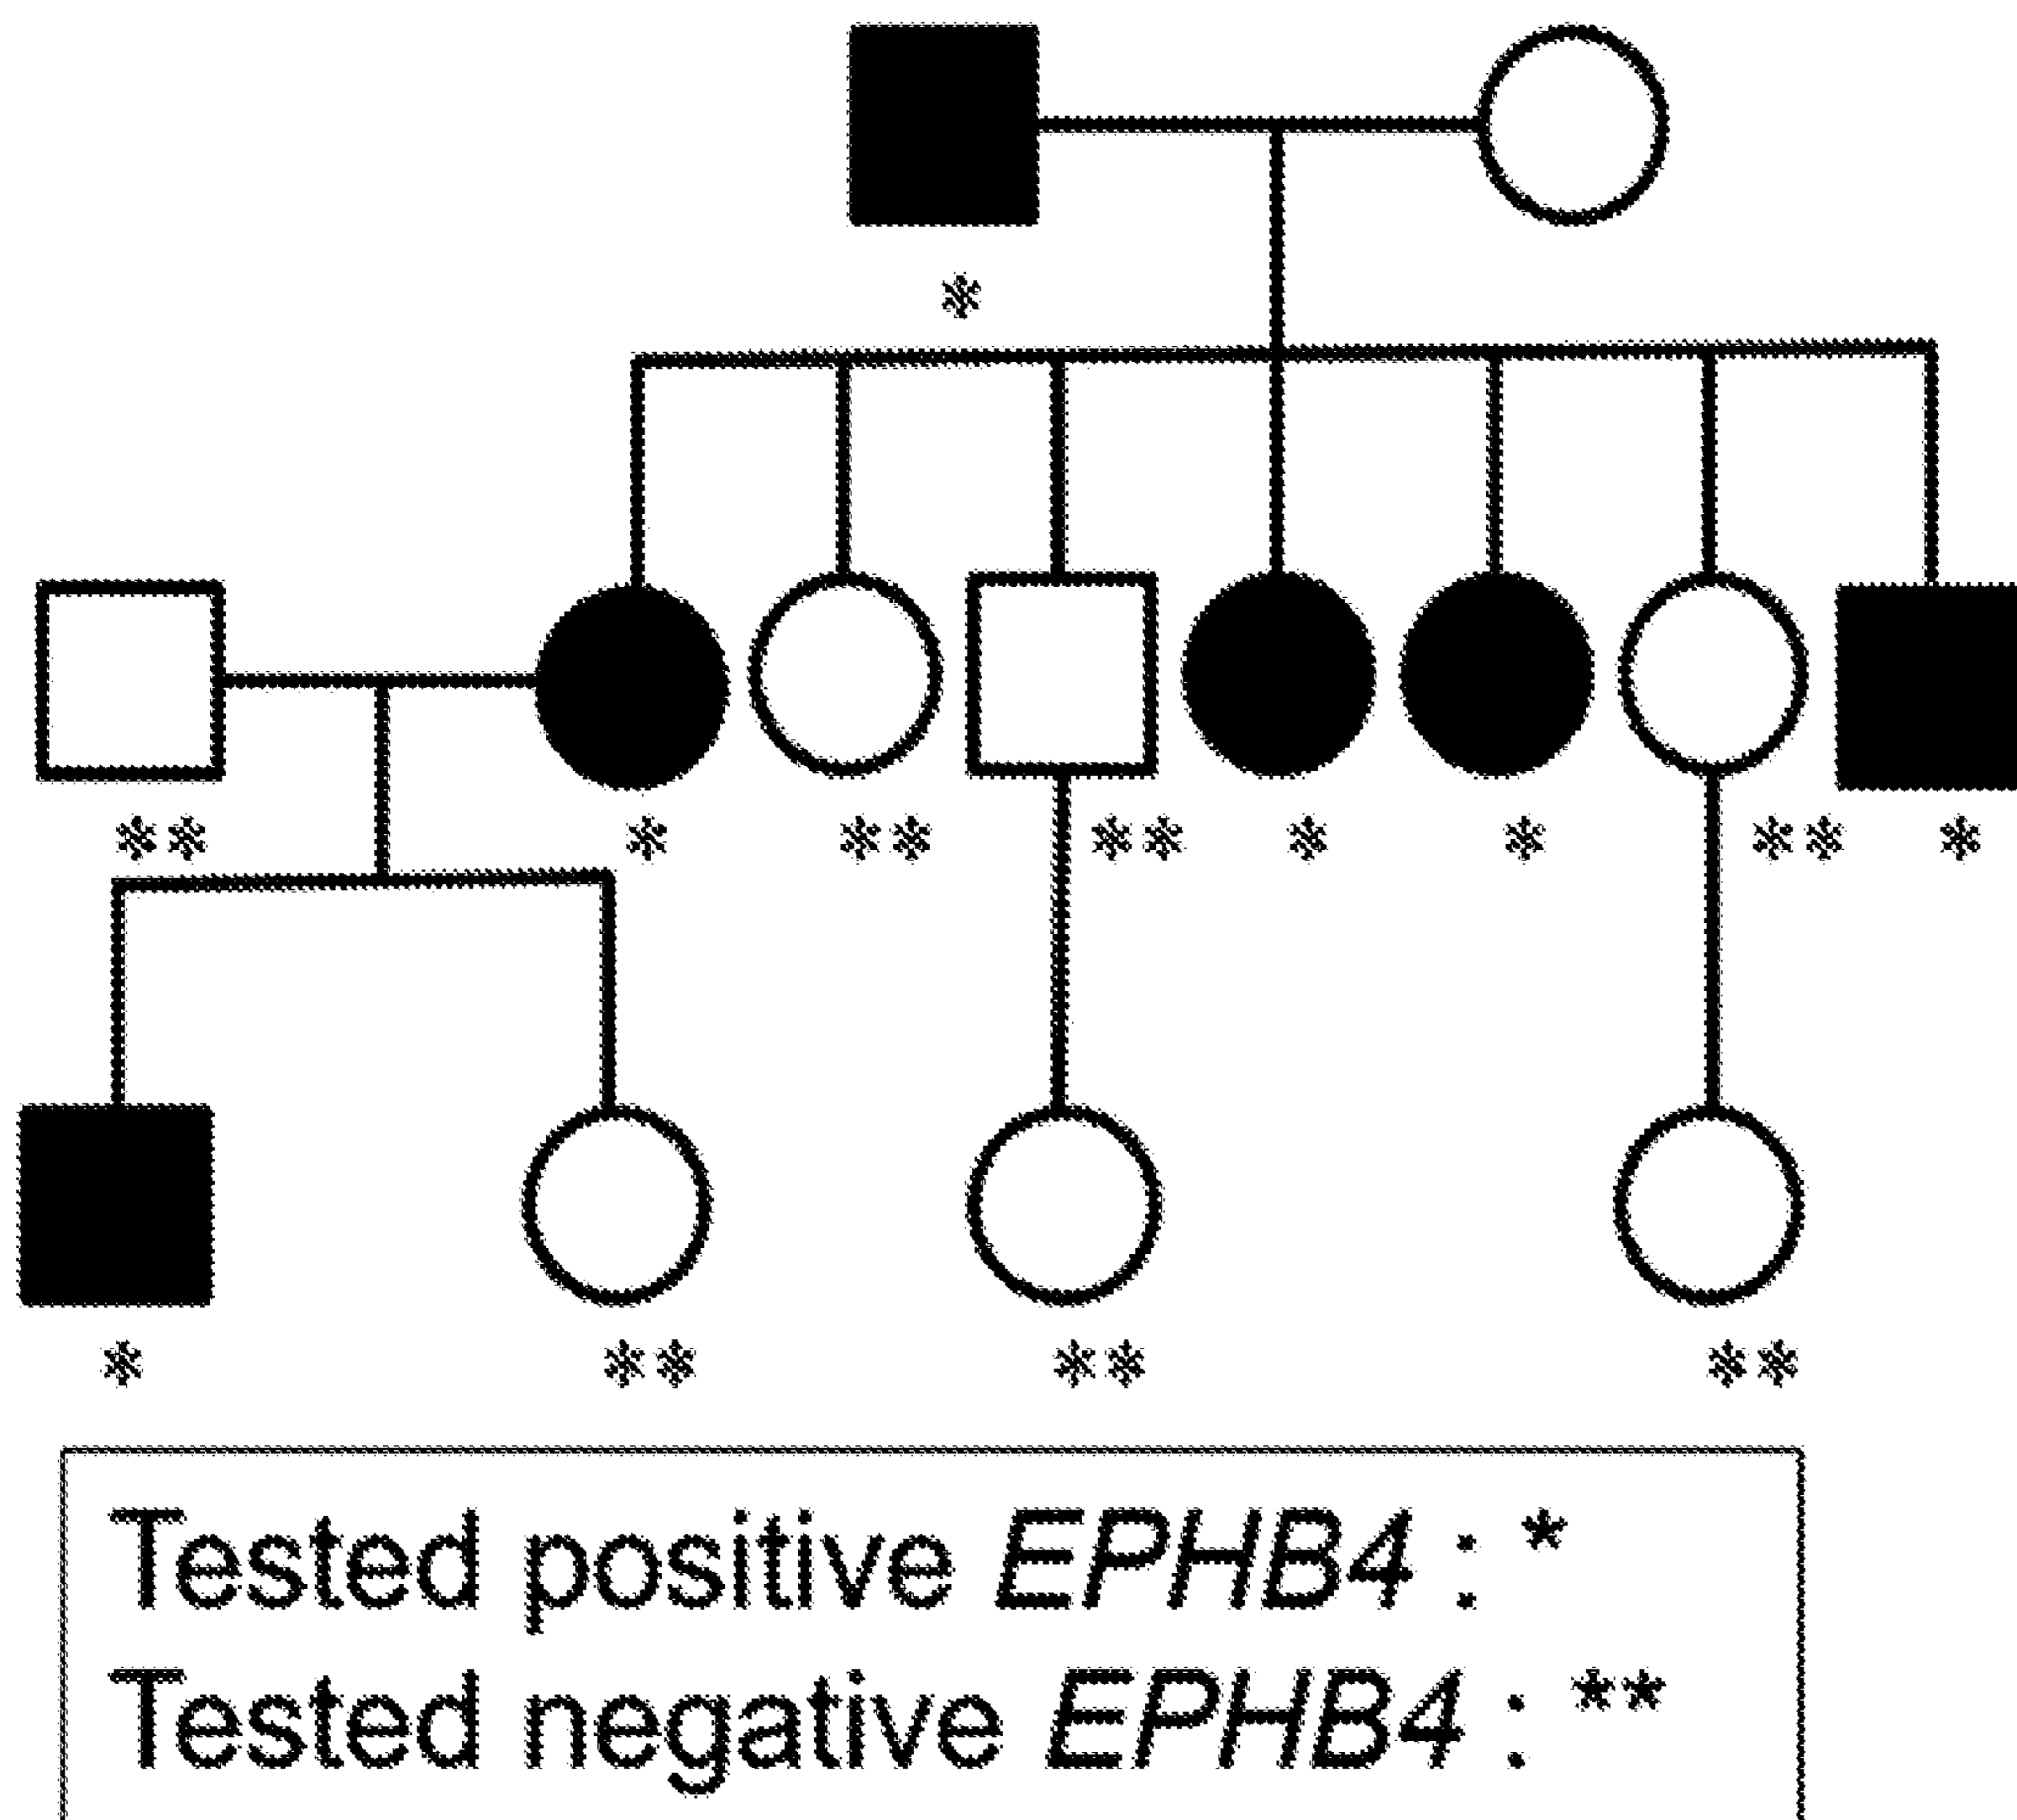 *
** * ** ** * * ** *
* ** ** **
Tested positive EPHB4 : *
Tested negative EPHB4 : **